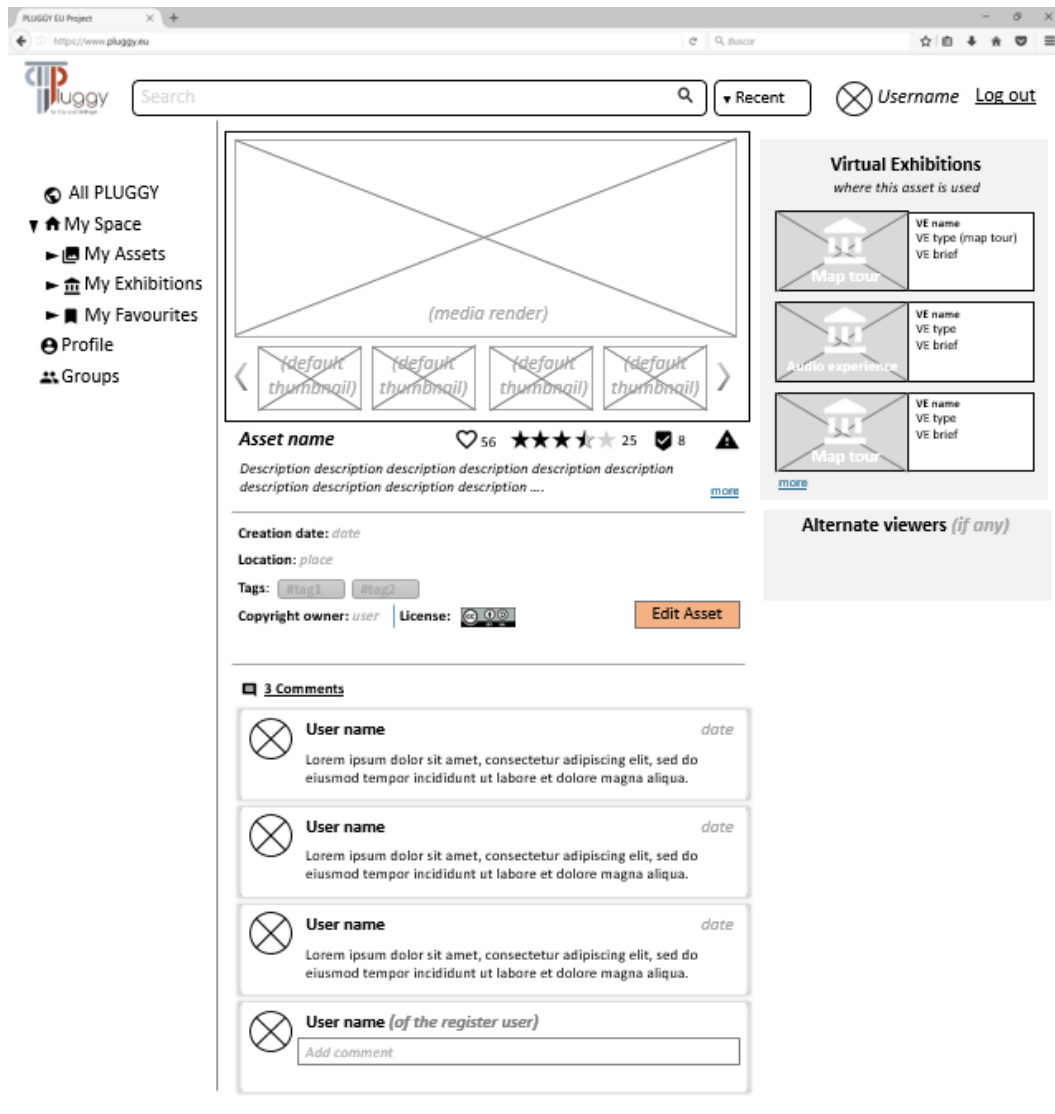 PLUGGY EU Project
https://www.pluggy.eu
Buscar
Pluggy
Search
Recent
Username Log out
All PLUGGY
My Space
My Assets
My Exhibitions
My Favourites
Profile
Groups
(media render)
(default thumbnail)
(default thumbnail)
(default thumbnail)
(default thumbnail)
Asset name 56 25 8
Description description description description description description
description description description description ....
more
Creation date: date
Location: place
Tags: #tag1 #tag2
Copyright owner: user License:
Edit Asset
3 Comments
User name date
Lorem ipsum dolor sit amet, consectetur adipiscing elit, sed do
eiusmod tempor incididunt ut labore et dolore magna aliqua.
User name date
Lorem ipsum dolor sit amet, consectetur adipiscing elit, sed do
eiusmod tempor incididunt ut labore et dolore magna aliqua.
User name date
Lorem ipsum dolor sit amet, consectetur adipiscing elit, sed do
eiusmod tempor incididunt ut labore et dolore magna aliqua.
User name (of the register user)
Add comment
Virtual Exhibitions
where this asset is used
Map tour
VE name
VE type (map tour)
VE brief
Audio experience
VE name
VE type
VE brief
Map tour
VE name
VE type
VE brief
more
Alternate viewers (if any)